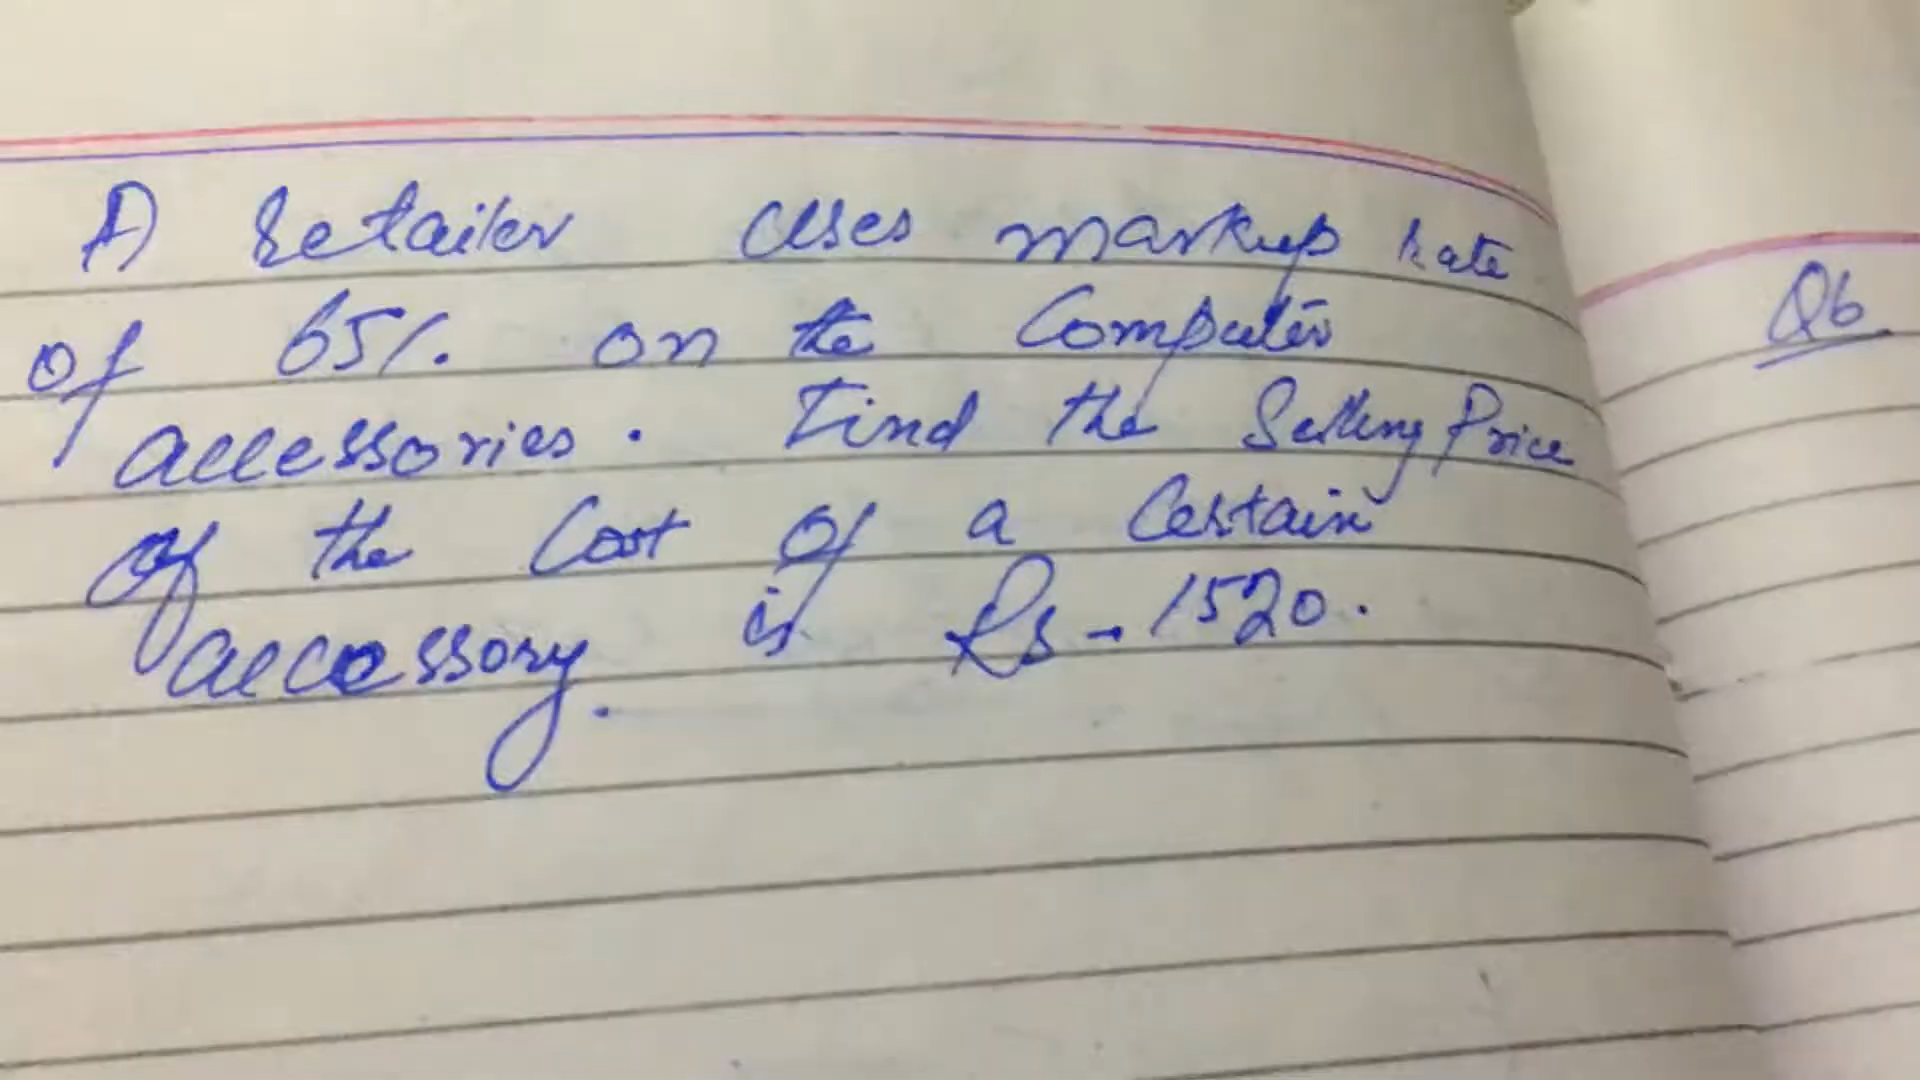 A retailer uses markup rate
of 65% on the Computer
accessories. Find the Selling Price
of the Cost of a Certain
accessory is Rs - 1520.
Q6